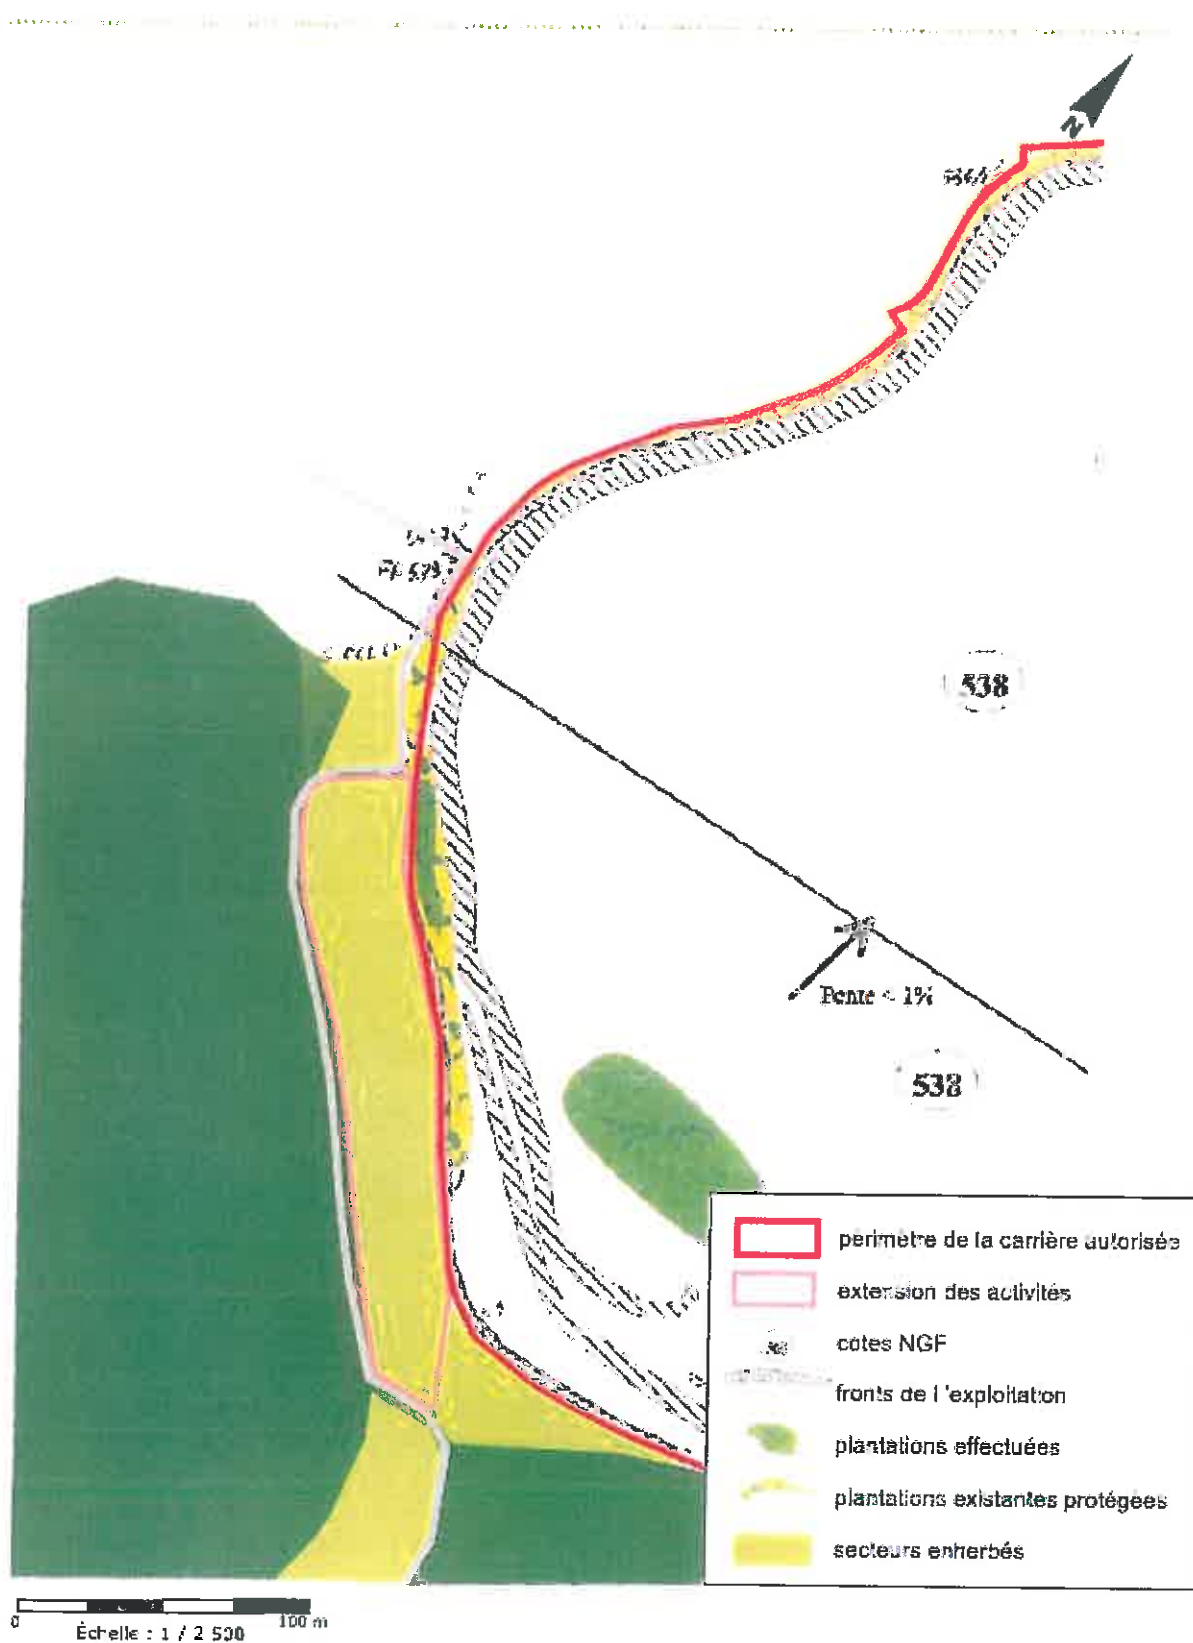 N
538
Pente < 1%
538
périmètre de la carrière autorisée
extension des activités
cotes NGF
fronts de l'exploitation
plantations effectuées
plantations existantes protégées
secteurs enherbés
0
100 m
Échelle : 1 / 2 500